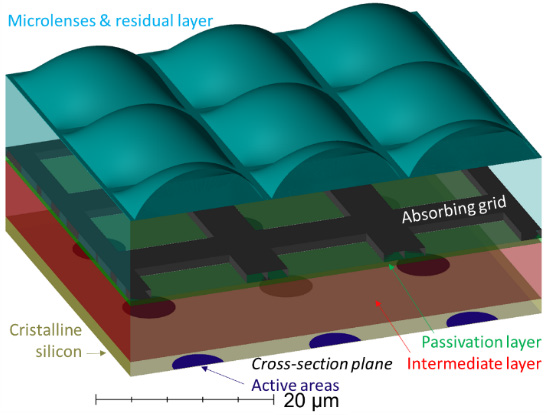 Microlenses & residual layer
Absorbing grid
Passivation layer
Cristalline
silicon
Cross-section plane
Intermediate layer
Active areas
20 µm